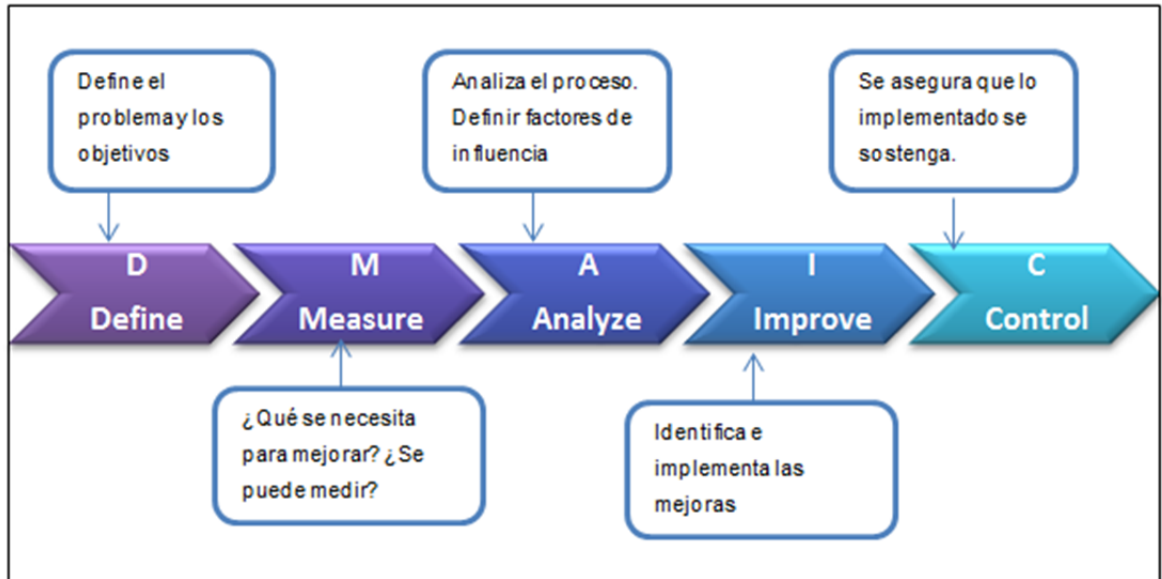 Define el
problema y los
objetivos
Analiza el proceso.
Definir factores de
influencia
Se asegura que lo
implementado se
sostenga.
D
Define
M
Measure
A
Analyze
I
Improve
C
Control
¿Qué se necesita
para mejorar? ¿Se
puede medir?
Identifica e
implementa las
mejoras